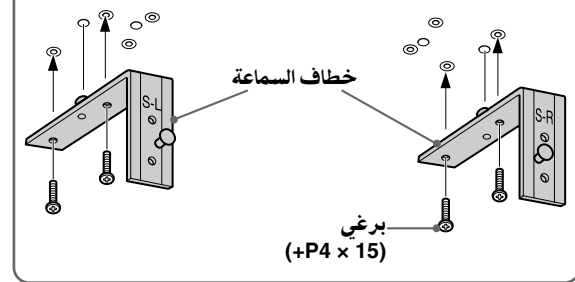 خطاف السماعة
S-L
S-R
برغي
(+P4 × 15)